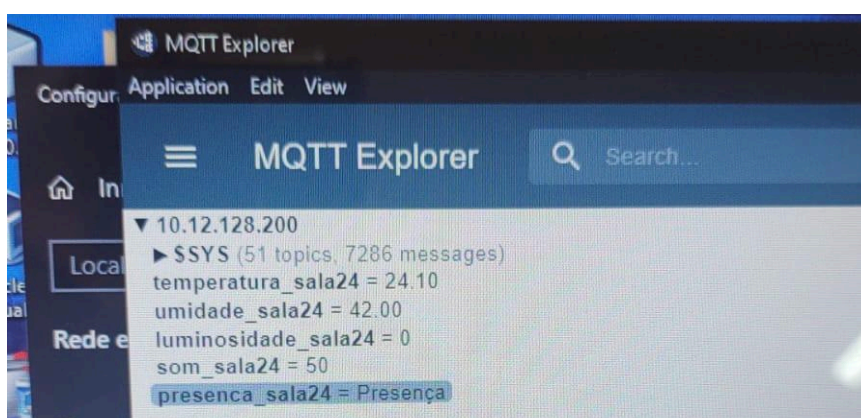 MQTT Explorer
Configur
Application Edit View
MQTT Explorer
Search...
In
10.12.128.200
$SYS (51 topics, 7286 messages)
Local
temperatura_sala24 = 24.10
umidade_sala24 = 42.00
Rede e
luminosidade_sala24 = 0
som_sala24 = 50
presenca_sala24 = Presença